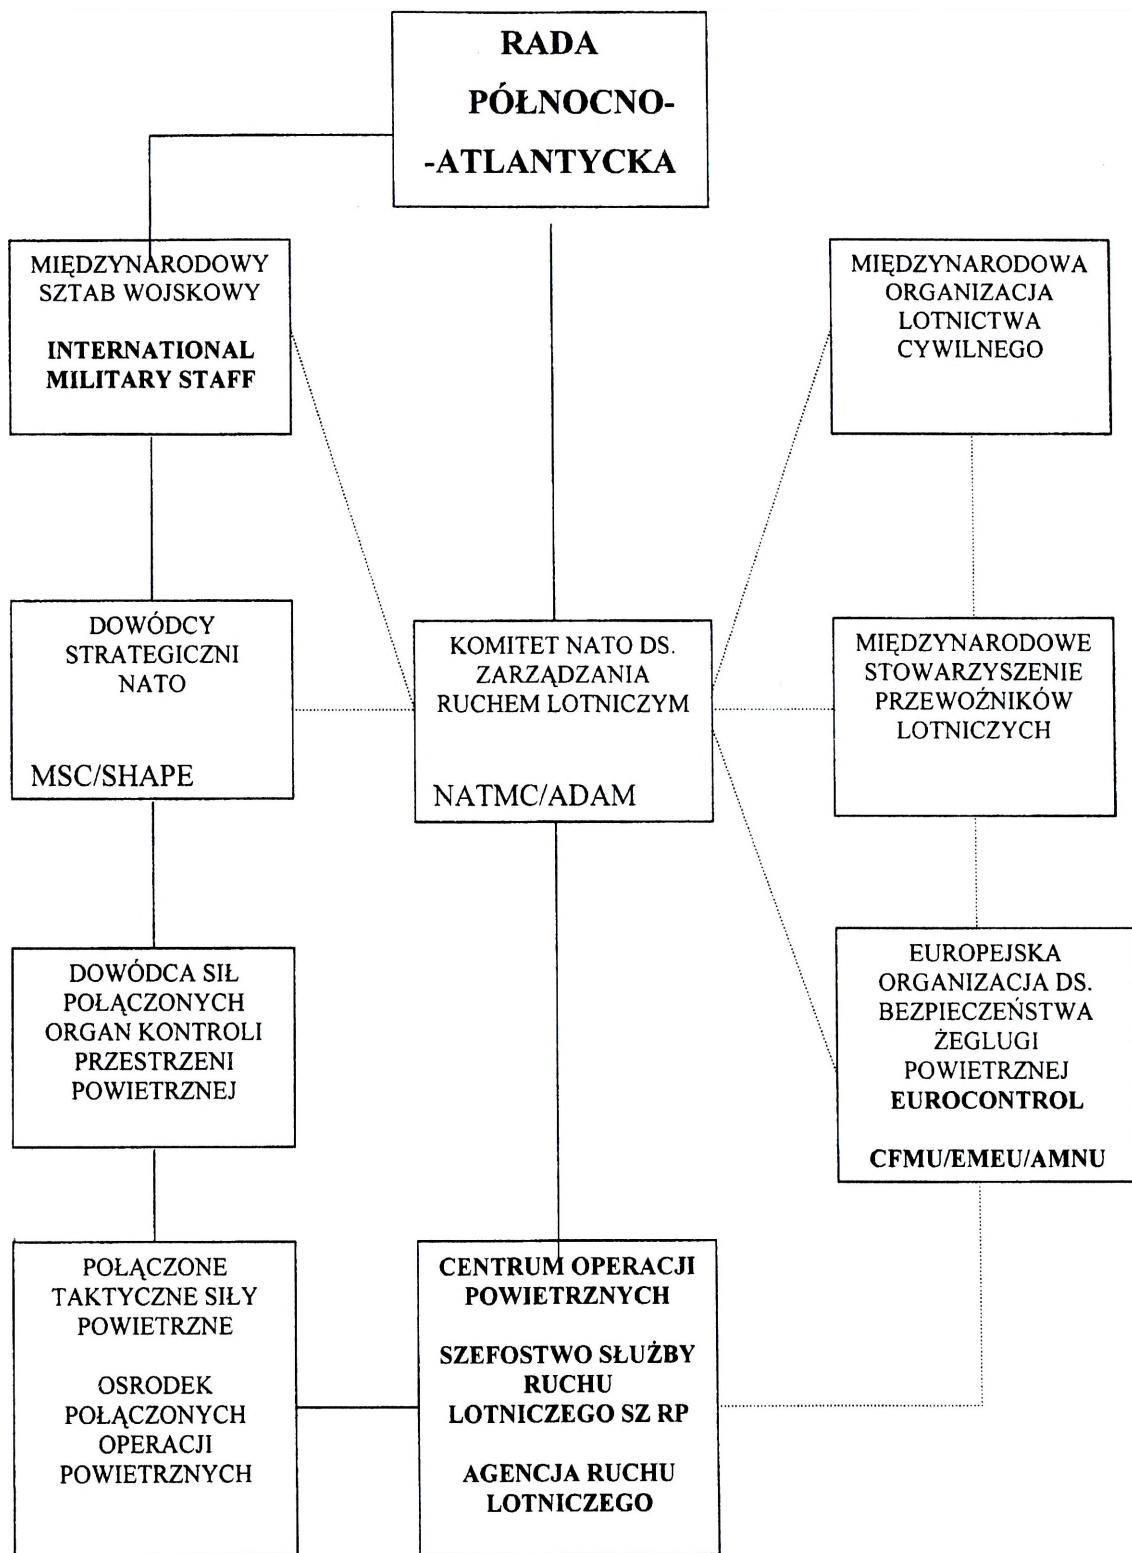 RADA
PÓŁNOCNO-
-ATLANTYCKA
MIĘDZYNARODOWY
SZTAB WOJSKOWY
INTERNATIONAL
MILITARY STAFF
MIĘDZYNARODOWA
ORGANIZACJA
LOTNICTWA
CYWILNEGO
DOWÓDCY
STRATEGICZNI
NATO
MSC/SHAPE
KOMITET NATO DS.
ZARZĄDZANIA
RUCHEM LOTNICZYM
NATMC/ADAM
MIĘDZYNARODOWE
STOWARZYSZENIE
PRZEWOŹNIKÓW
LOTNICZYCH
DOWÓDCA SIŁ
POŁĄCZONYCH
ORGAN KONTROLI
PRZESTRZENI
POWIETRZNEJ
EUROPEJSKA
ORGANIZACJA DS.
BEZPIECZEŃSTWA
ŻEGLUGI
POWIETRZNEJ
EUROCONTROL
CFMU/EMEU/AMNU
POŁĄCZONE
TAKTYCZNE SIŁY
POWIETRZNE
OSRODEK
POŁĄCZONYCH
OPERACJI
POWIETRZNYCH
CENTRUM OPERACJI
POWIETRZNYCH
SZEFOSTWO SŁUŻBY
RUCHU
LOTNICZEGO SZ RP
AGENCJA RUCHU
LOTNICZEGO